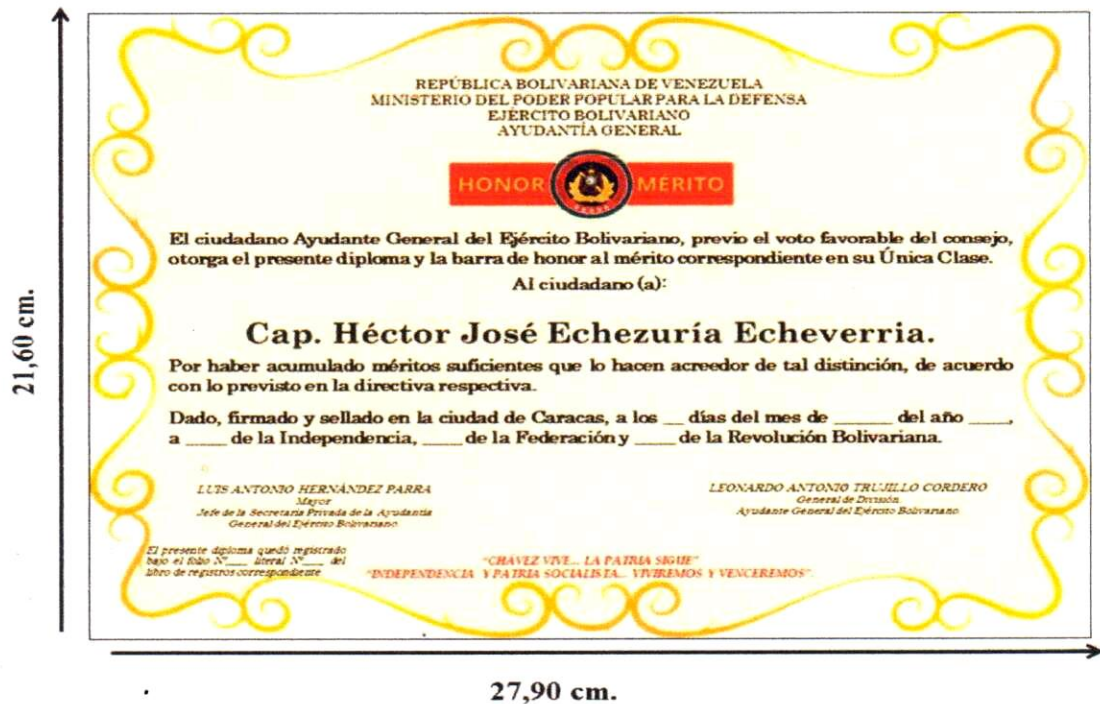 REPÚBLICA BOLIVARIANA DE VENEZUELA
MINISTERIO DEL PODER POPULAR PARA LA DEFENSA
EJÉRCITO BOLIVARIANO
AYUDANTÍA GENERAL
HONOR MÉRITO
El ciudadano Ayudante General del Ejército Bolivariano, previo el voto favorable del consejo,
otorga el presente diploma y la barra de honor al mérito correspondiente en su Única Clase.
Al ciudadano (a):
Cap. Héctor José Echezuría Echeverria.
Por haber acumulado méritos suficientes que lo hacen acreedor de tal distinción, de acuerdo
con lo previsto en la directiva respectiva.
Dado, firmado y sellado en la ciudad de Caracas, a los __ días del mes de ______ del año ____,
a ____ de la Independencia, ____ de la Federación y ____ de la Revolución Bolivariana.
LUIS ANTONIO HERNÁNDEZ PARRA
Mayor
Jefe de la Secretaria Privada de la Ayudantía
General del Ejército Bolivariano
LEONARDO ANTONIO TRUJILLO CORDERO
General de División
Ayudante General del Ejército Bolivariano
El presente diploma quedó registrado
bajo el folio Nº____ literal Nº____ del
libro de registros correspondiente
"CHÁVEZ VIVE... LA PATRIA SIGUE"
"INDEPENDENCIA Y PATRIA SOCIALISTA... VIVIREMOS Y VENCEREMOS".
21,60 cm.
27,90 cm.